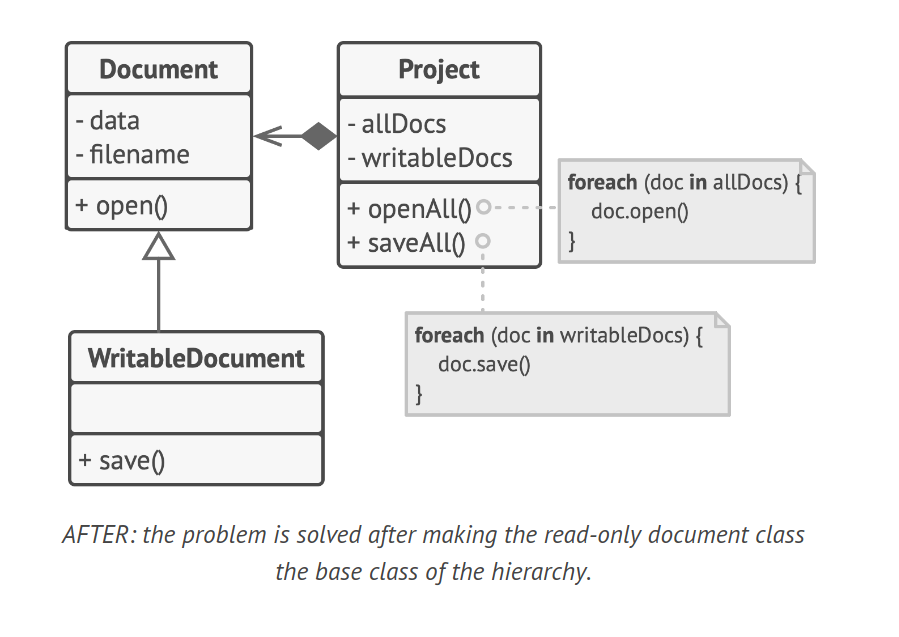 Document
- data
- filename
+ open()
Project
- allDocs
- writableDocs
+ openAll()
+ saveAll()
foreach (doc in allDocs) {
doc.open()
}
foreach (doc in writableDocs) {
doc.save()
}
WritableDocument
+ save()
AFTER: the problem is solved after making the read-only document class
the base class of the hierarchy.